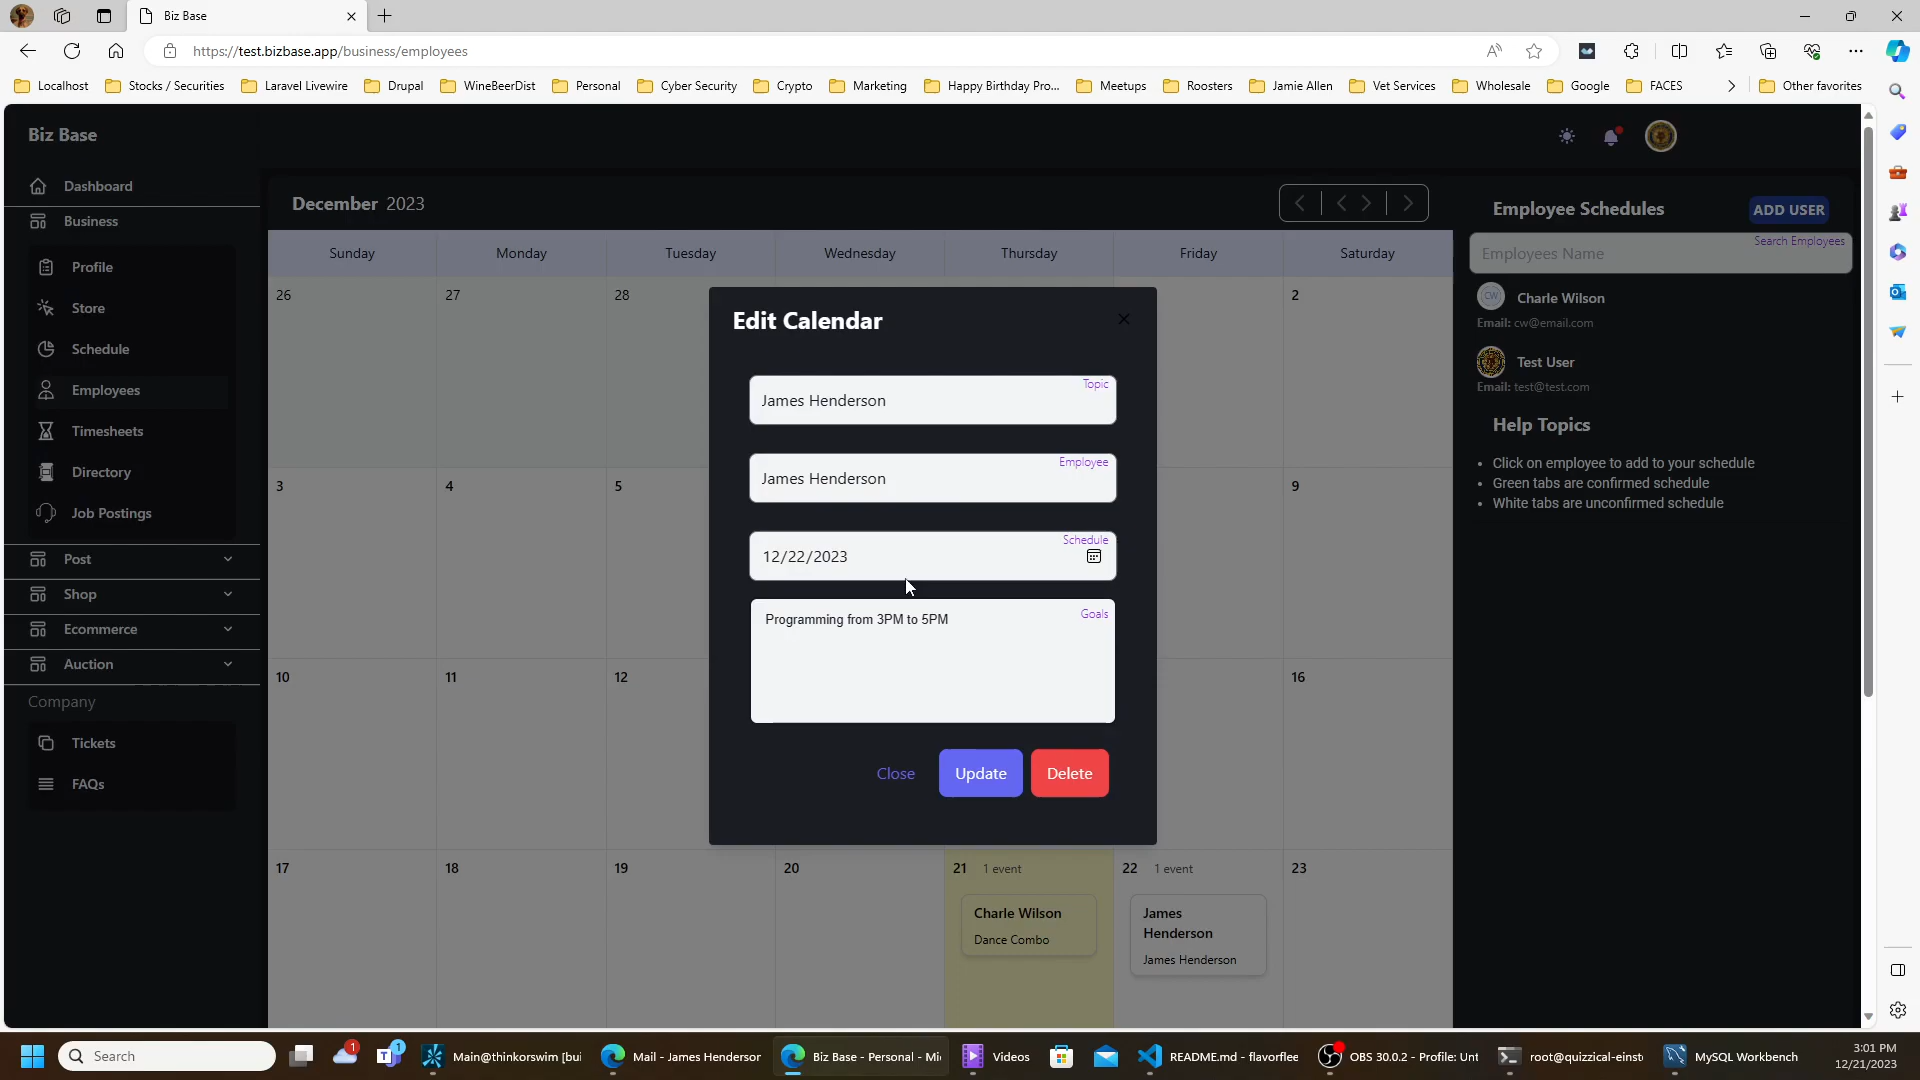 Biz Base
https://test.bizbase.app/business/employees
Localhost
Stocks / Securities
Laravel Livewire
Drupal
WineBeerDist
Personal
Cyber Security
Crypto
Marketing
Happy Birthday Pro...
Meetups
Roosters
Jamie Allen
Vet Services
Wholesale
Google
FACES
Other favorites
Biz Base
Dashboard
Business
Profile
Store
Schedule
Employees
Timesheets
Directory
Job Postings
Post
Shop
Ecommerce
Auction
Company
Tickets
FAQs
December 2023
Sunday Monday Tuesday Wednesday Thursday Friday Saturday
26 27 28 2
3 4 5 9
10 11 12 16
17 18 19 20 21 1 event 22 1 event 23
Charle Wilson
Dance Combo
James
Henderson
James Henderson
Edit Calendar
Topic
James Henderson
Employee
James Henderson
Schedule
12/22/2023
Goals
Programming from 3PM to 5PM
Close Update Delete
Employee Schedules ADD USER
Search Employees
Employees Name
CW
Charle Wilson
Email: cw@email.com
Test User
Email: test@test.com
Help Topics
• Click on employee to add to your schedule
• Green tabs are confirmed schedule
• White tabs are unconfirmed schedule
Search
1
1
Main@thinkorswim [bui
Mail - James Henderson
Biz Base - Personal - Mi
Videos
README.md - flavorflee
OBS 30.0.2 - Profile: Unt
root@quizzical-einst
MySQL Workbench
3:01 PM
12/21/2023